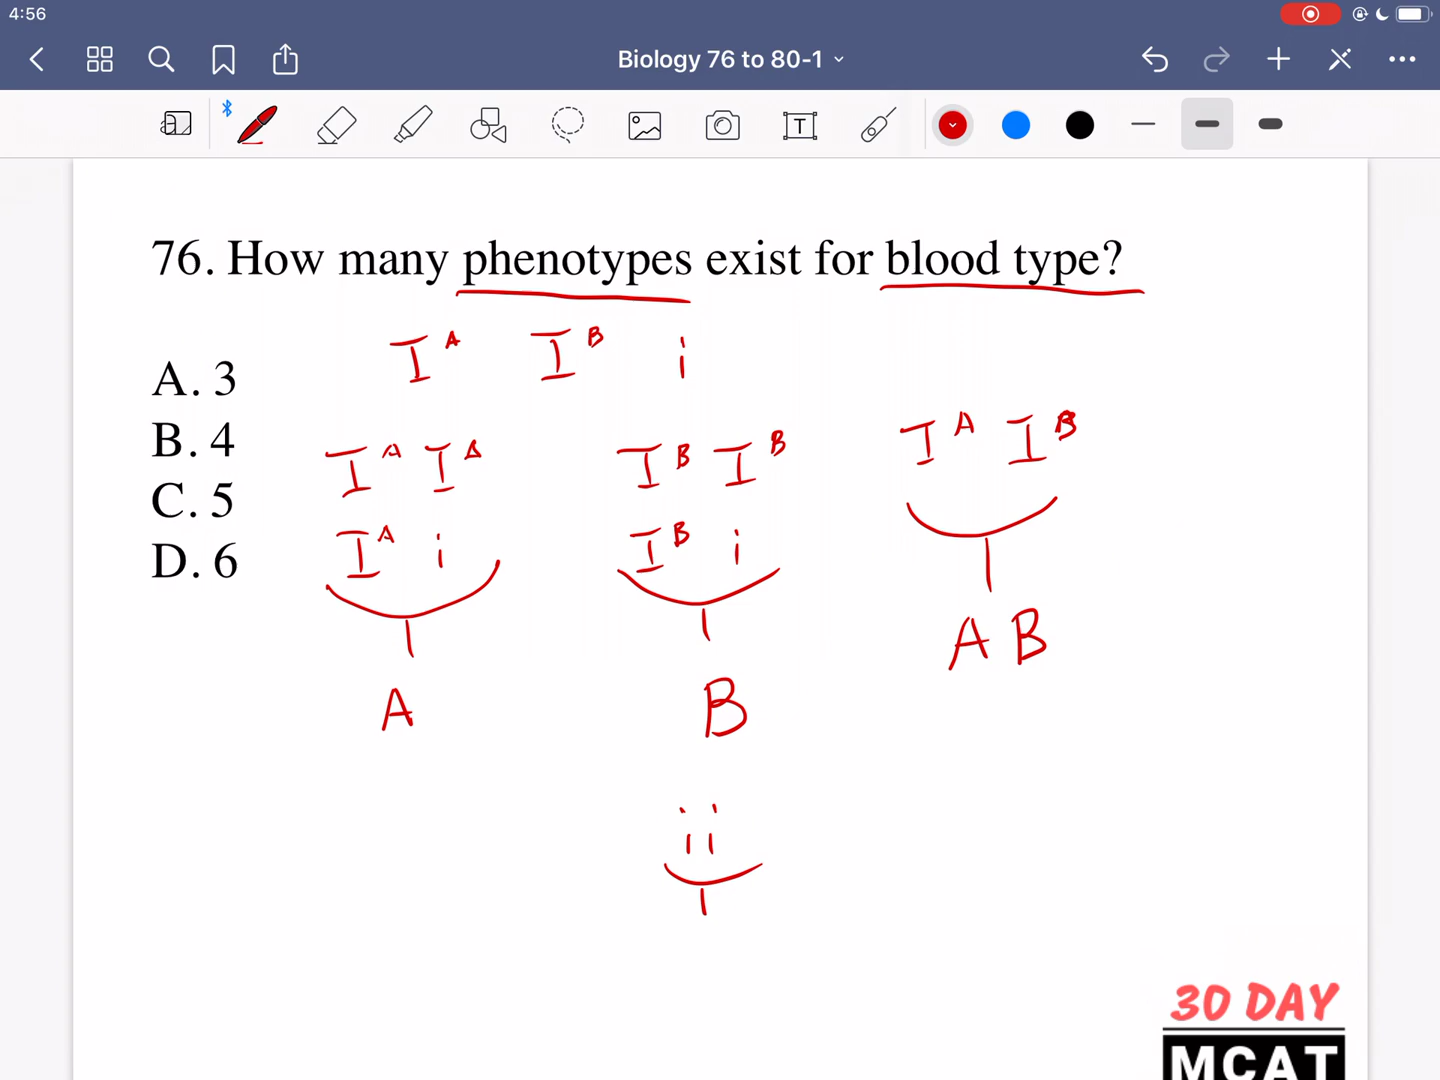 4:56
Biology 76 to 80-1
T
76. How many phenotypes exist for blood type?
I^A I^B i
A. 3
B. 4
C. 5
D. 6
I^A I^A I^B I^B I^A I^B
I^A i I^B i
A B AB
ii
30 DAY
MCAT